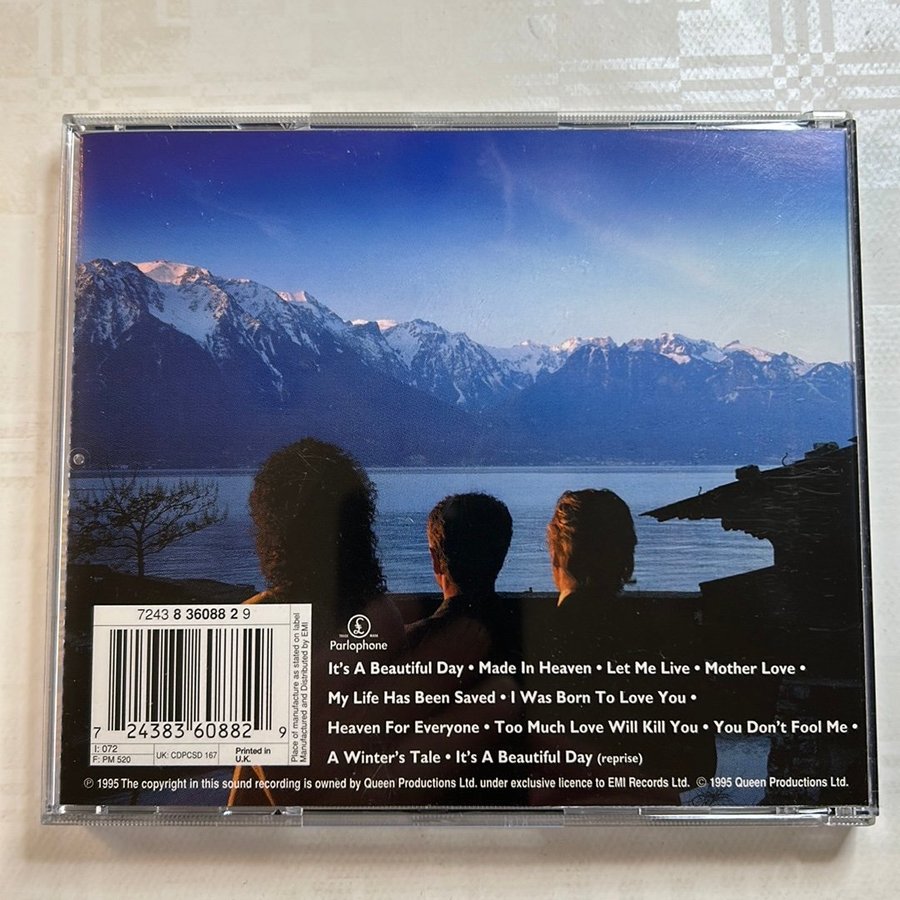 7243 8 36088 2 9
7 24383 60882 9
I: 072
F: PM 520
UK: CDPCSD 167
Printed in
U.K.
Place of manufacture as stated on label
Manufactured and Distributed by EMI
TRADE MARK
£
Parlophone
It's A Beautiful Day • Made In Heaven • Let Me Live • Mother Love •
My Life Has Been Saved • I Was Born To Love You •
Heaven For Everyone • Too Much Love Will Kill You • You Don't Fool Me •
A Winter's Tale • It's A Beautiful Day (reprise)
℗ 1995 The copyright in this sound recording is owned by Queen Productions Ltd. under exclusive licence to EMI Records Ltd. © 1995 Queen Productions Ltd.